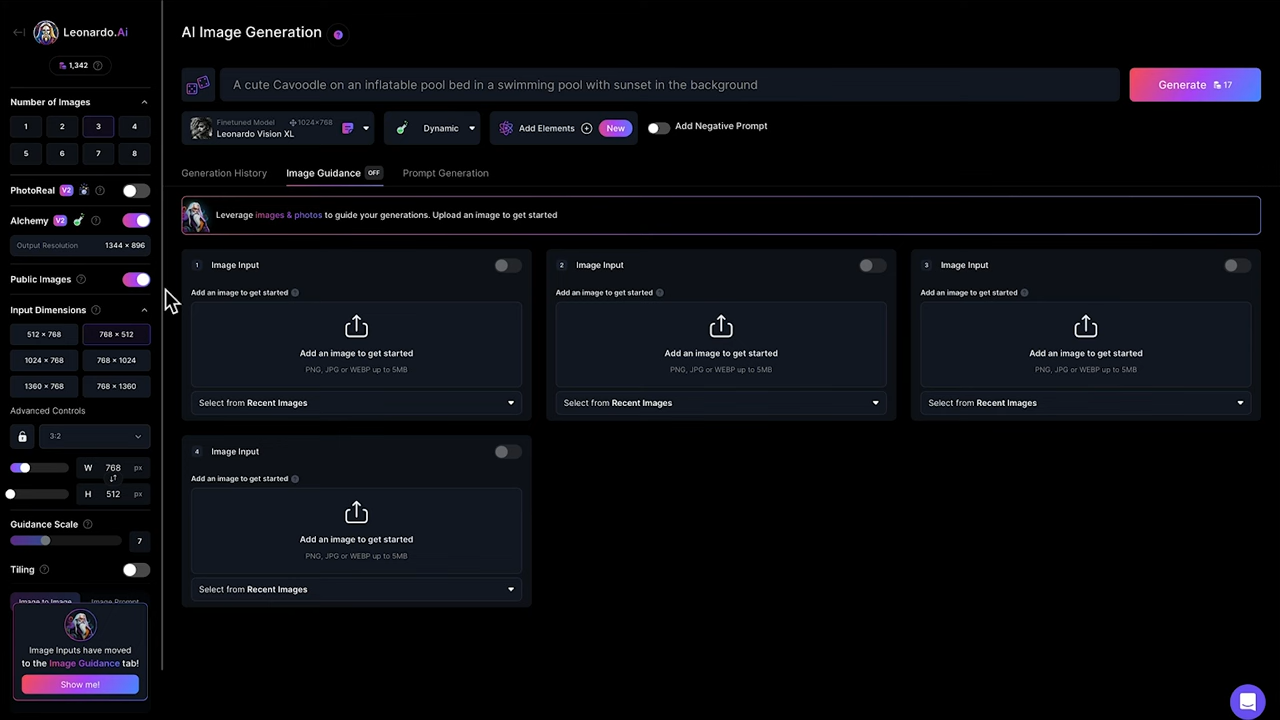 Leonardo.Ai
1,342
Number of Images
1 2 3 4
5 6 7 8
PhotoReal V2
Alchemy V2
Output Resolution 1344 × 896
Public Images
Input Dimensions
512 × 768 768 × 512
1024 × 768 768 × 1024
1360 × 768 768 × 1360
Advanced Controls
3:2
W 768 px
H 512 px
Guidance Scale
7
Tiling
Image to Image Image Prompt
Image Inputs have moved
to the Image Guidance tab!
Show me!
AI Image Generation
A cute Cavoodle on an inflatable pool bed in a swimming pool with sunset in the background
Generate 17
Finetuned Model 1024×768
Leonardo Vision XL
Dynamic
Add Elements New
Add Negative Prompt
Generation History Image Guidance OFF Prompt Generation
Leverage images & photos to guide your generations. Upload an image to get started
1 Image Input
Add an image to get started
Add an image to get started
PNG, JPG or WEBP up to 5MB
Select from Recent Images
2 Image Input
Add an image to get started
Add an image to get started
PNG, JPG or WEBP up to 5MB
Select from Recent Images
3 Image Input
Add an image to get started
Add an image to get started
PNG, JPG or WEBP up to 5MB
Select from Recent Images
4 Image Input
Add an image to get started
Add an image to get started
PNG, JPG or WEBP up to 5MB
Select from Recent Images